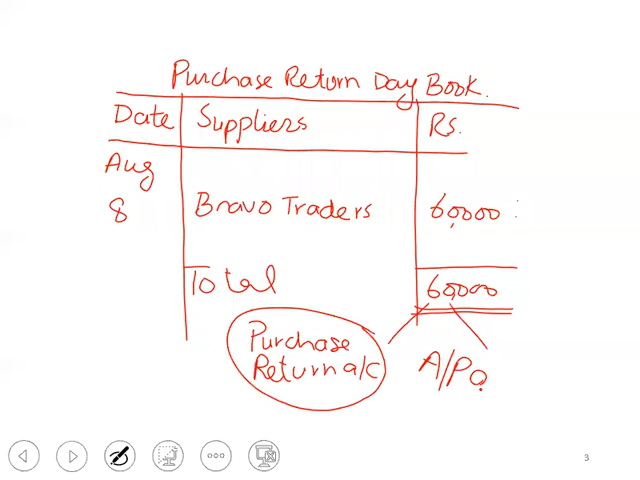 Purchase Return Day Book.
Date Suppliers Rs.
Aug
8 Bravo Traders 60,000
Total 60,000
Purchase
Return a/c A/Pa
3